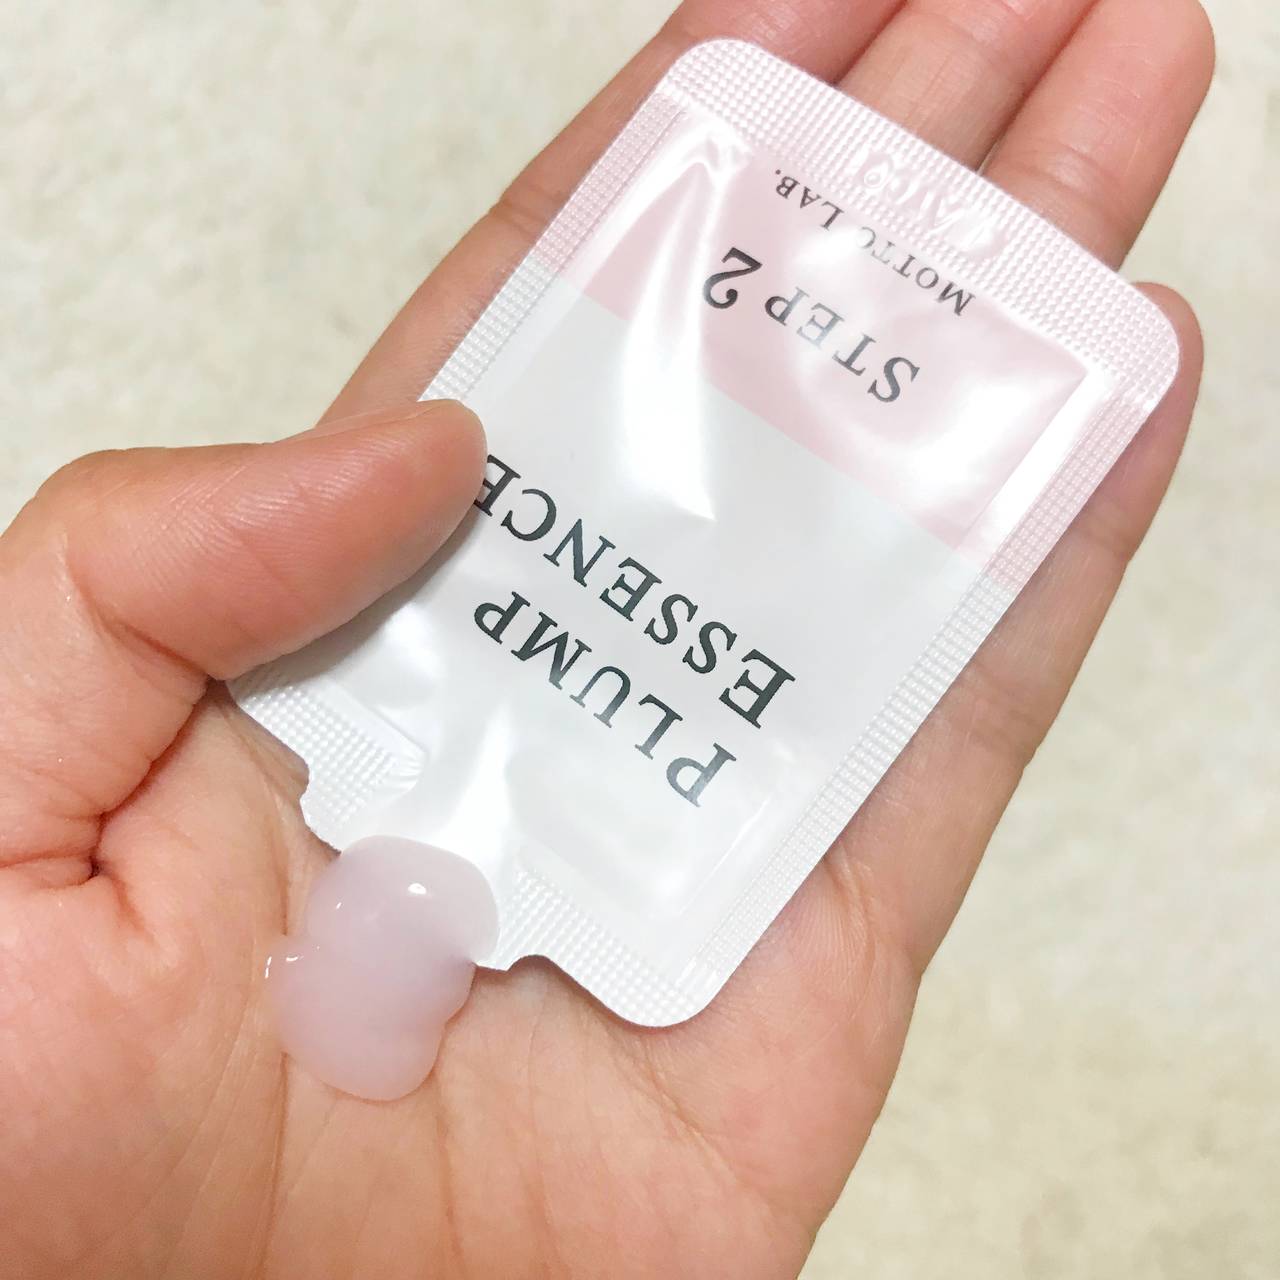 MOTTO LAB.
STEP 2
PLUMP
ESSENCE